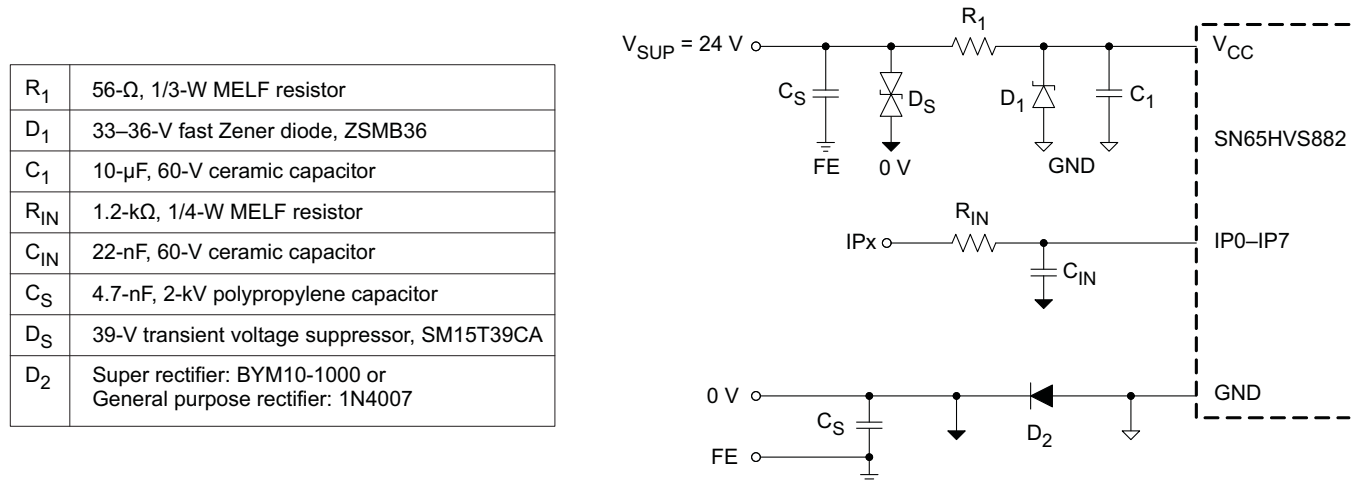 R1 56-Ω, 1/3-W MELF resistor
D1 33–36-V fast Zener diode, ZSMB36
C1 10-µF, 60-V ceramic capacitor
RIN 1.2-kΩ, 1/4-W MELF resistor
CIN 22-nF, 60-V ceramic capacitor
CS 4.7-nF, 2-kV polypropylene capacitor
DS 39-V transient voltage suppressor, SM15T39CA
D2 Super rectifier: BYM10-1000 or
General purpose rectifier: 1N4007
R1
VSUP = 24 V
VCC
CS
DS
D1
C1
SN65HVS882
FE
0 V
GND
RIN
IPx
IP0–IP7
CIN
0 V
GND
CS
D2
FE